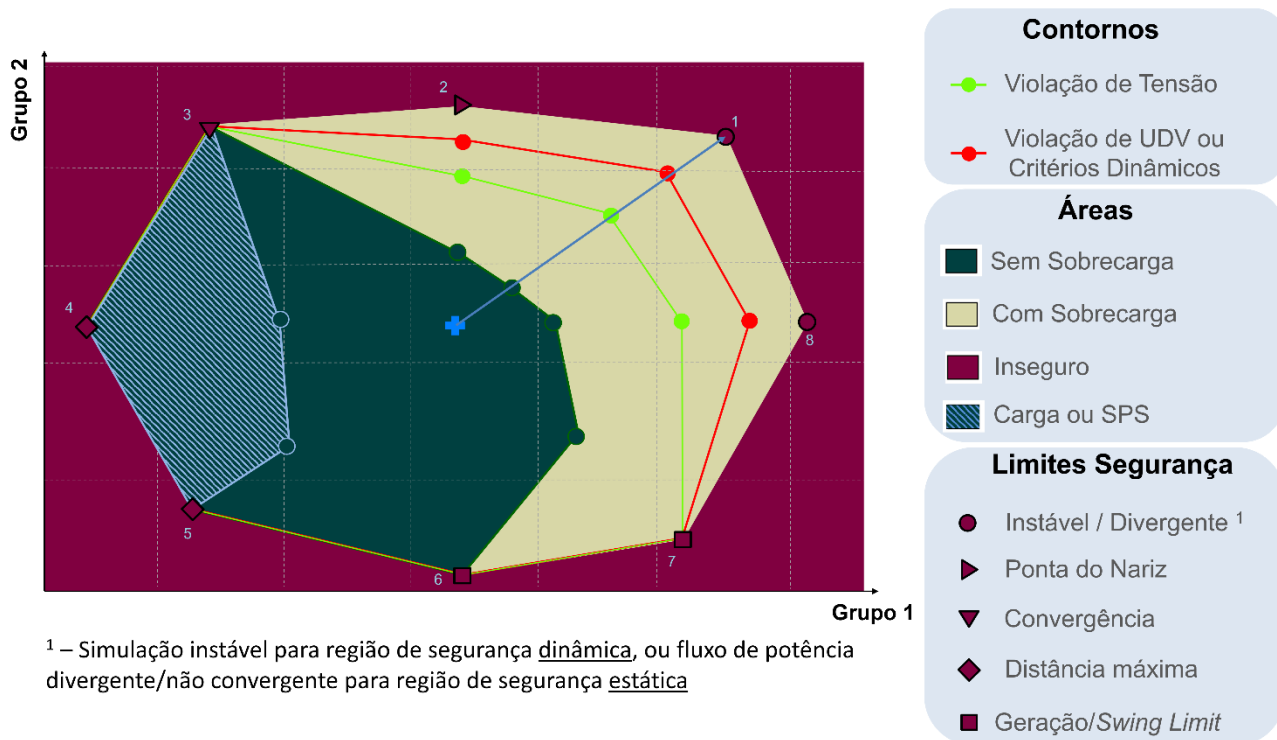 Grupo 2
3
2
1
4
8
5
6
7
Grupo 1
1 – Simulação instável para região de segurança dinâmica, ou fluxo de potência
divergente/não convergente para região de segurança estática
Contornos
Violação de Tensão
Violação de UDV ou
Critérios Dinâmicos
Áreas
Sem Sobrecarga
Com Sobrecarga
Inseguro
Carga ou SPS
Limites Segurança
Instável / Divergente 1
Ponta do Nariz
Convergência
Distância máxima
Geração/Swing Limit